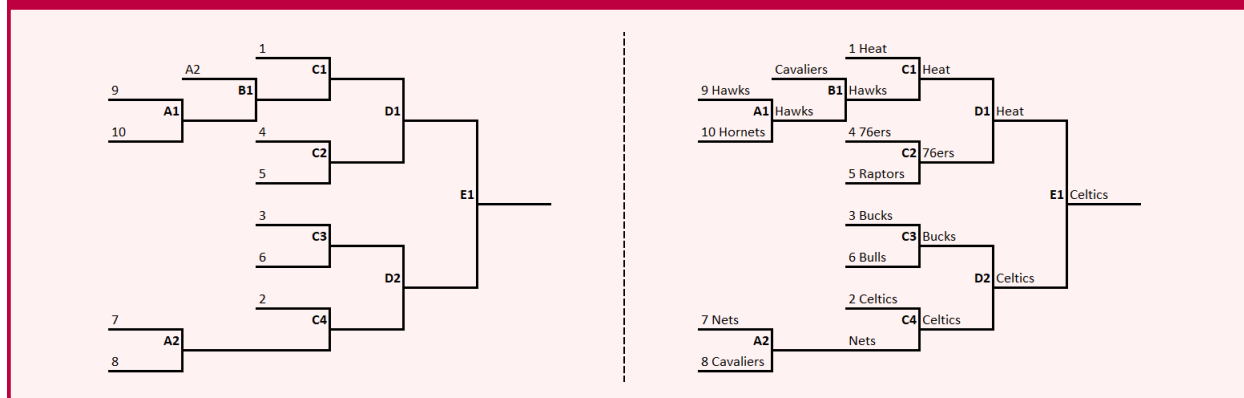 1
C1
A2
B1
9
A1
D1
10
4
C2
5
E1
3
C3
6
D2
2
C4
7
A2
8
1 Heat
C1 Heat
Cavaliers
B1 Hawks
9 Hawks
A1 Hawks
D1 Heat
10 Hornets
4 76ers
C2 76ers
5 Raptors
E1 Celtics
3 Bucks
C3 Bucks
6 Bulls
D2 Celtics
2 Celtics
C4 Celtics
7 Nets
A2
Nets
8 Cavaliers